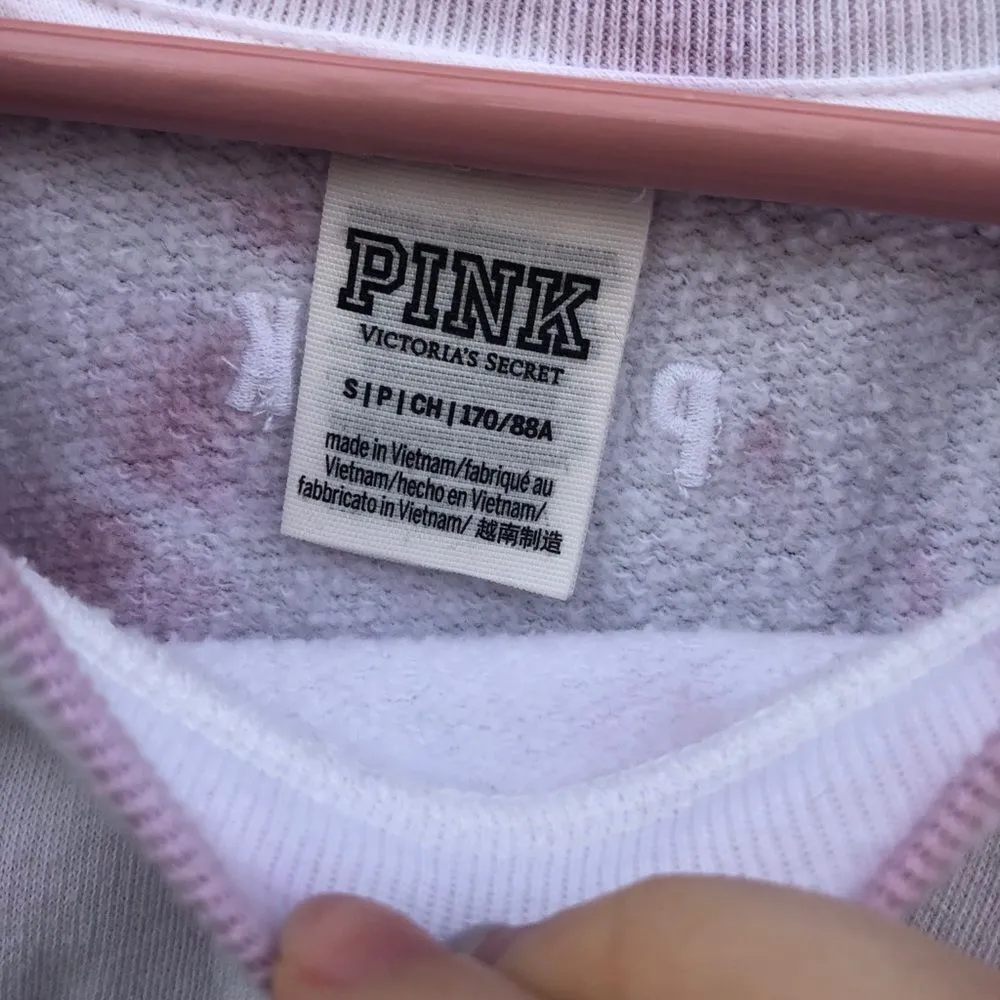 PINK
VICTORIA'S SECRET
S|P|CH|170/88A
made in Vietnam/fabriqué au
Vietnam/hecho en Vietnam/
fabbricato in Vietnam/ 越南制造